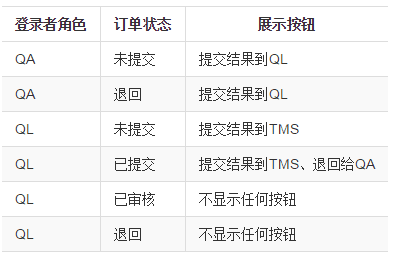 登录者角色 订单状态 展示按钮
QA 未提交 提交结果到QL
QA 退回 提交结果到QL
QL 未提交 提交结果到TMS
QL 已提交 提交结果到TMS、退回给QA
QL 已审核 不显示任何按钮
QL 退回 不显示任何按钮